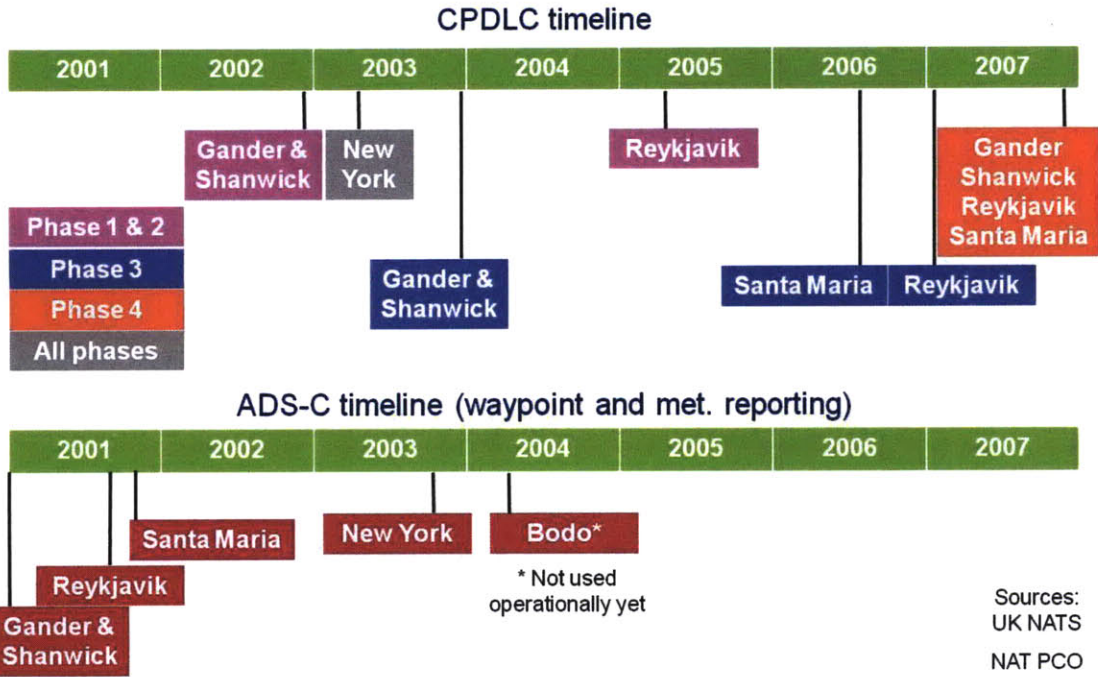 CPDLC timeline
2001 2002 2003 2004 2005 2006 2007
Gander &
Shanwick
New
York
Reykjavik
Gander
Shanwick
Reykjavik
Santa Maria
Phase 1 & 2
Phase 3
Phase 4
All phases
Gander &
Shanwick
Santa Maria
Reykjavik
ADS-C timeline (waypoint and met. reporting)
2001 2002 2003 2004 2005 2006 2007
Santa Maria
New York
Bodo*
Reykjavik
Gander &
Shanwick
* Not used
operationally yet
Sources:
UK NATS
NAT PCO